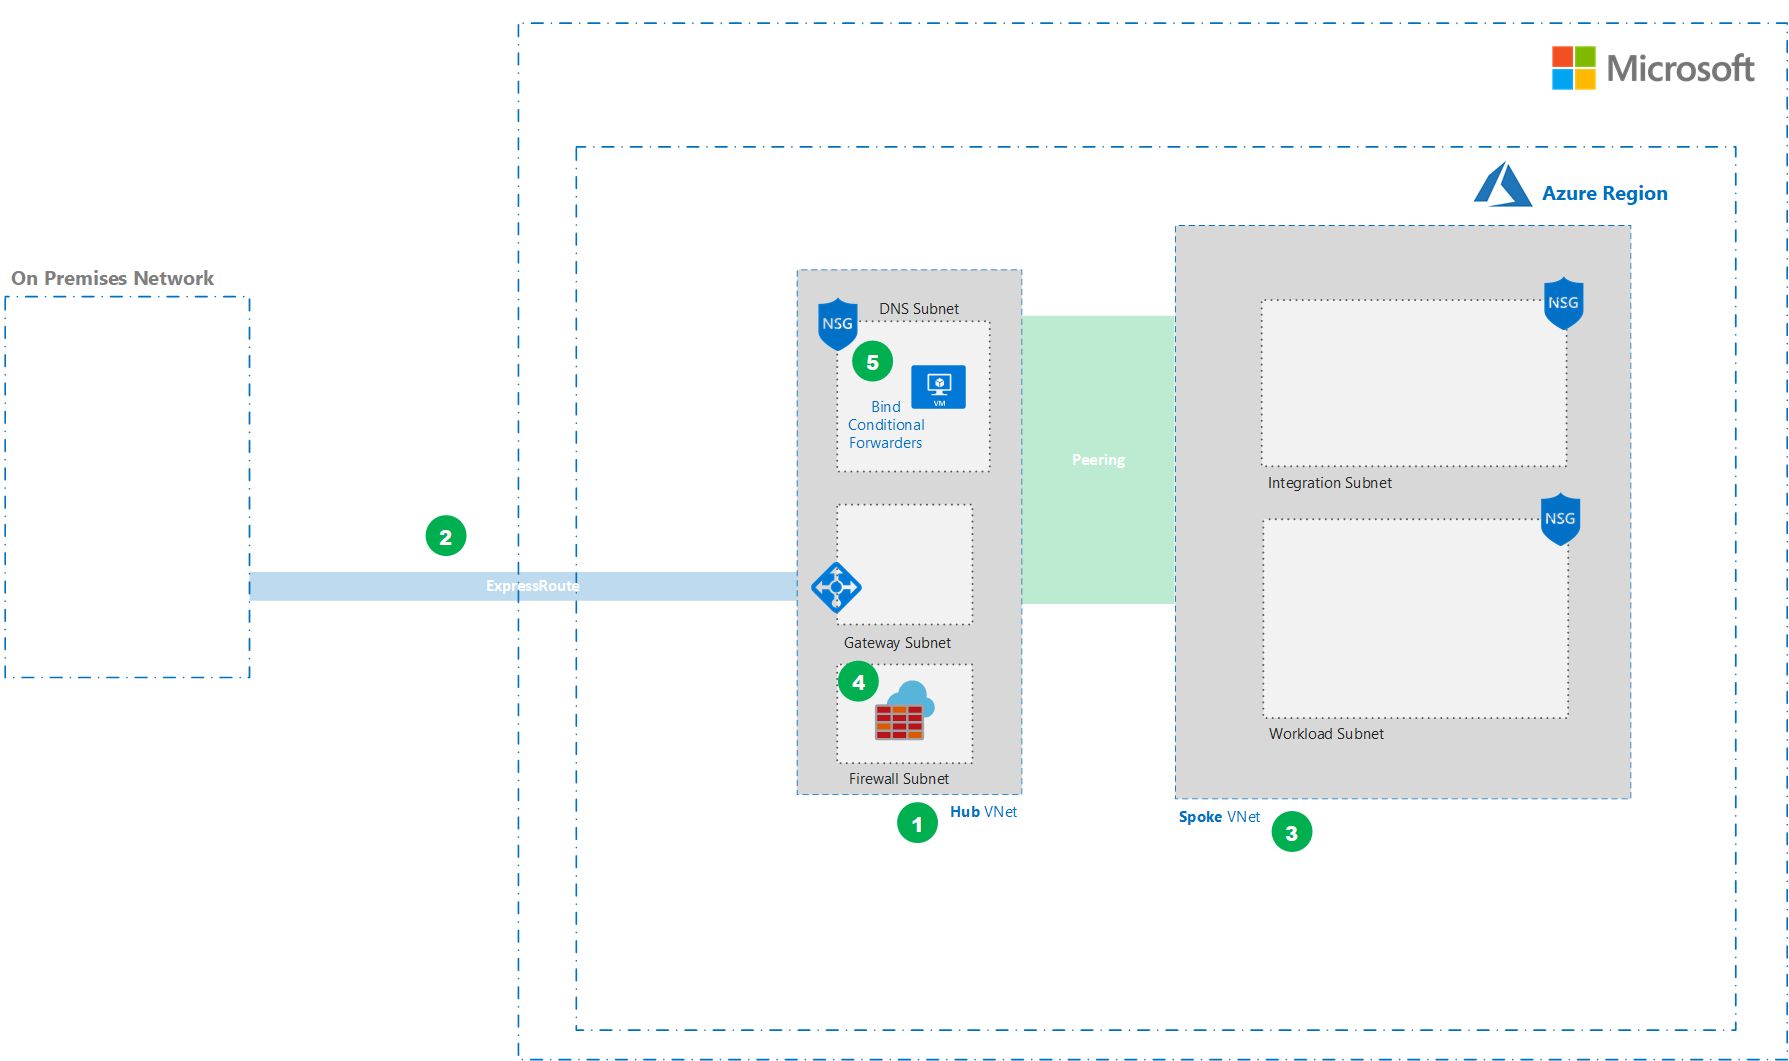 Microsoft
Azure Region
On Premises Network
NSG
DNS Subnet
5
VM
Bind
Conditional
Forwarders
Peering
NSG
Integration Subnet
NSG
2
ExpressRoute
Gateway Subnet
4
Firewall Subnet
Workload Subnet
1
Hub VNet
Spoke VNet
3